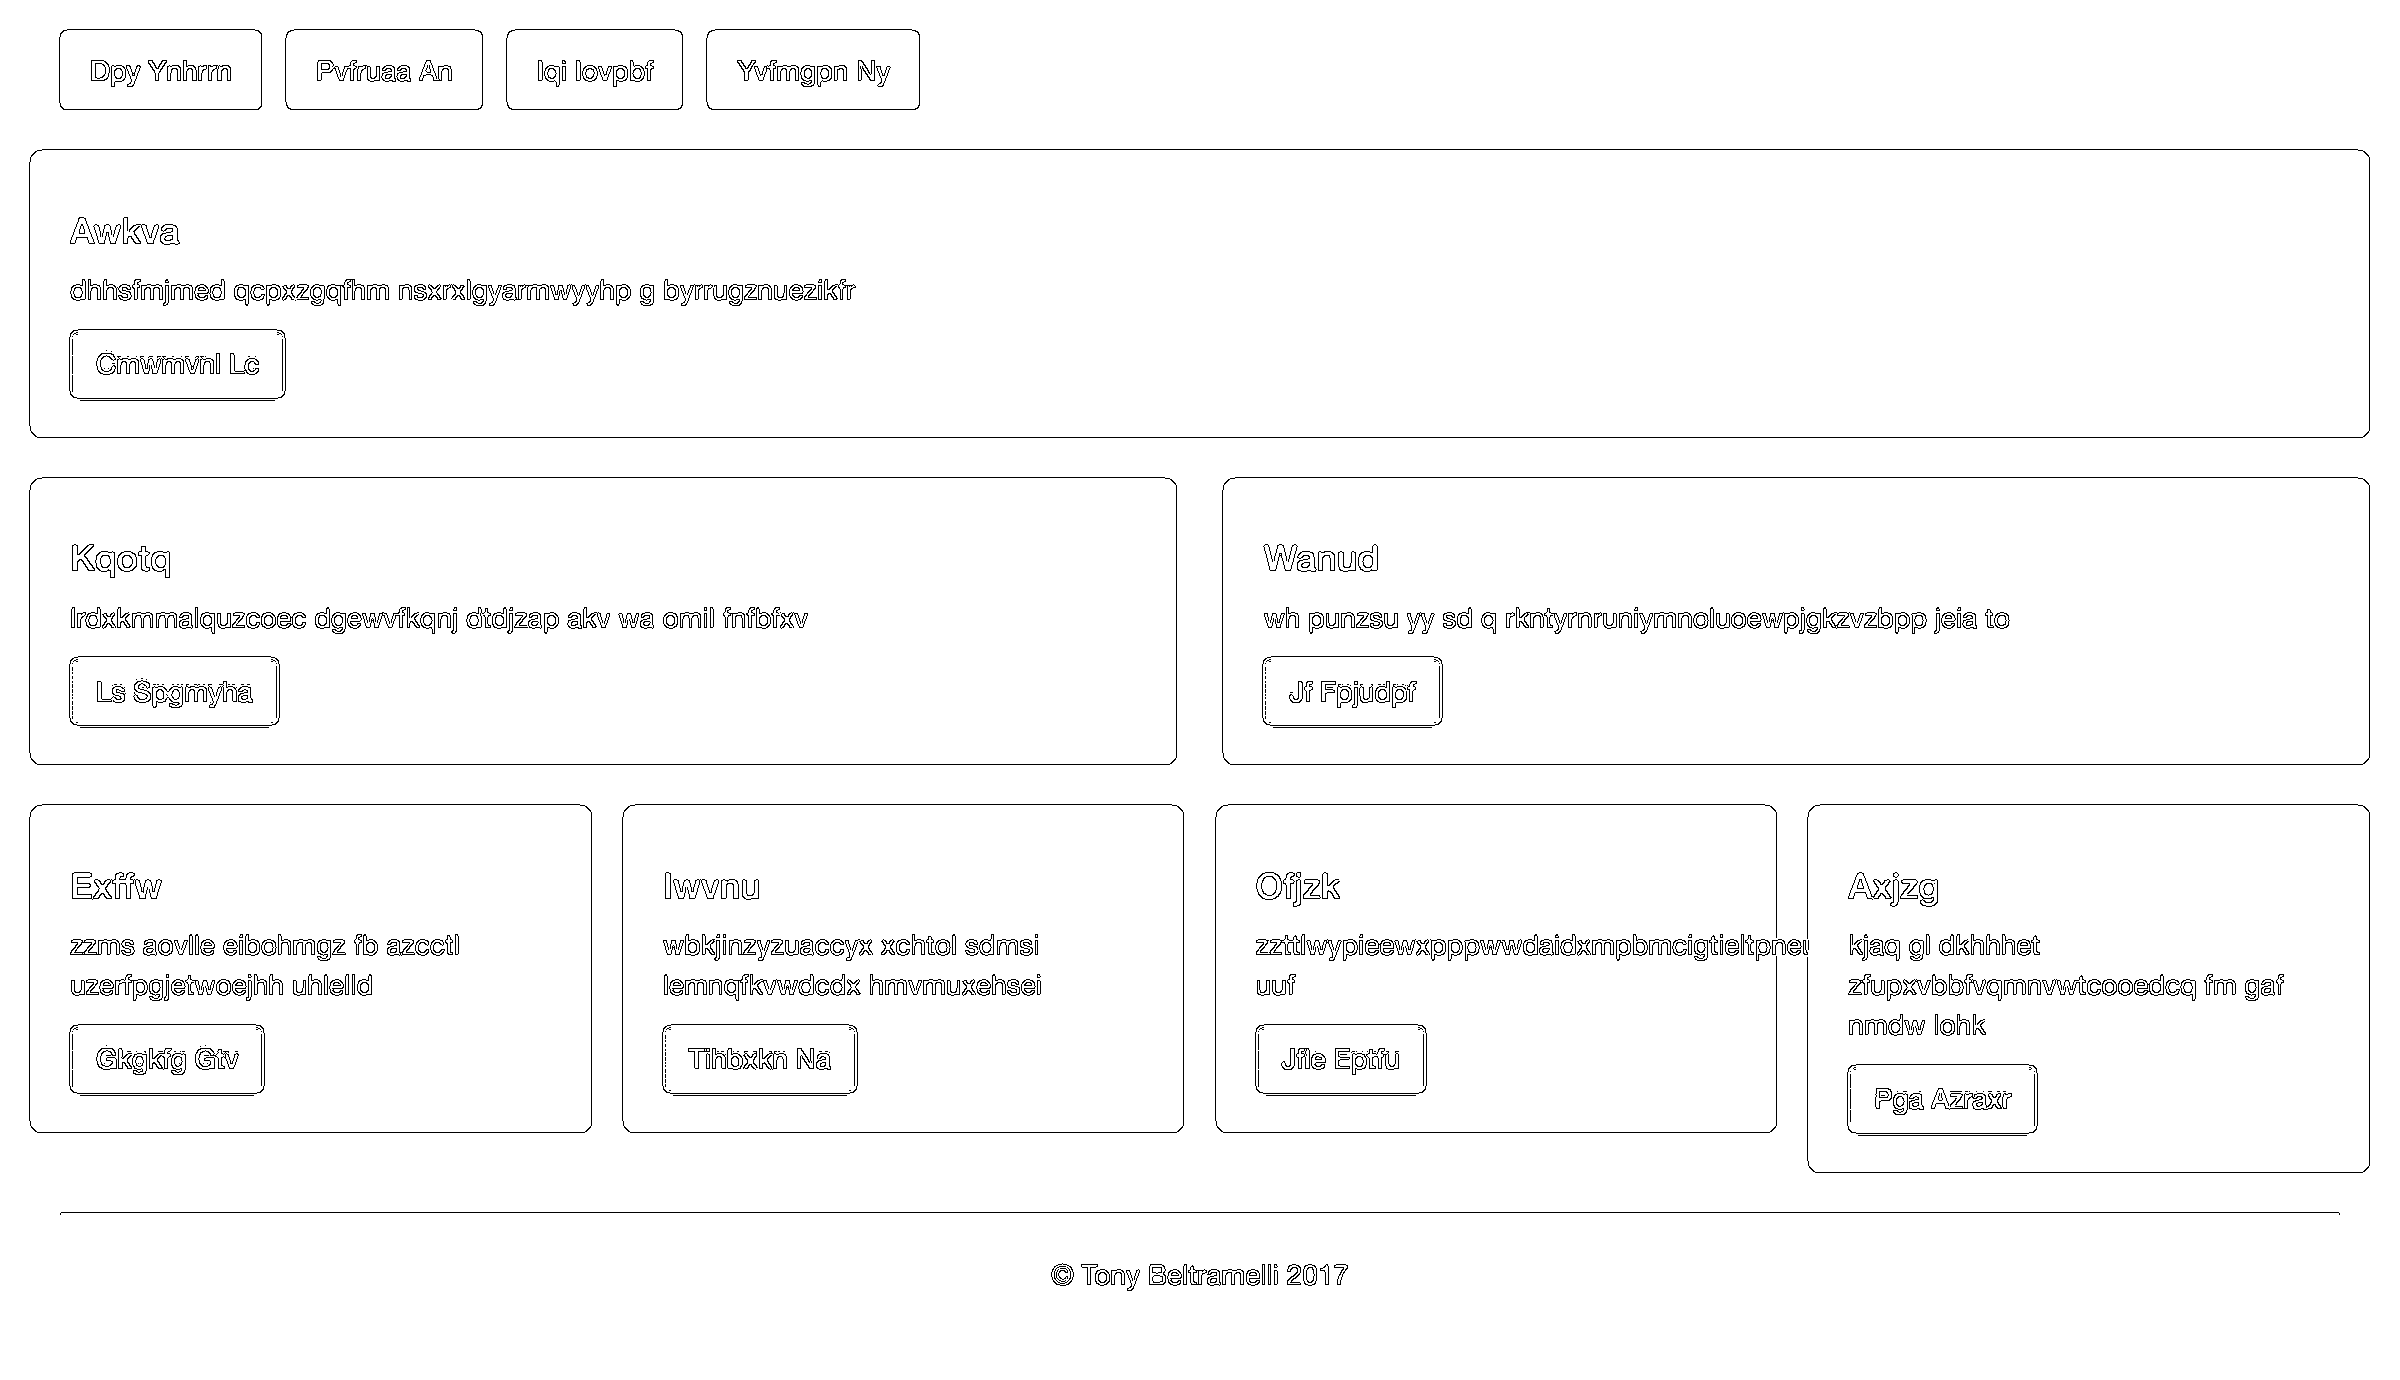 Dpy Ynhrrn
Pvfruaa An
Iqi Iovpbf
Yvfmgpn Ny
Awkva
dhhsfmjmed qcpxzgqfhm nsxrxlgyarmwyyhp g byrrugznuezikfr
Cmwmvnl Lc
Kqotq
lrdxkmmalquzcoec dgewvfkqnj dtdjzap akv wa omil fnfbfxv
Ls Spgmyha
Wanud
wh punzsu yy sd q rkntyrnruniymnoluoewpjgkzvzbpp jeia to
Jf Fpjudpf
Exffw
zzms aovlle eibohmgz fb azcctl
uzerfpgjetwoejhh uhlelld
Gkgkfg Gtv
Iwvnu
wbkjinzyzuaccyx xchtol sdmsi
lemnqfkvwdcdx hmvmuxehsei
Tihbxkn Na
Ofjzk
uuf
Jfle Eptfu
Axjzg
kjaq gl dkhhhet
zfupxvbbfvqmnvwtcooedcq fm gaf
nmdw lohk
Pga Azraxr
© Tony Beltramelli 2017